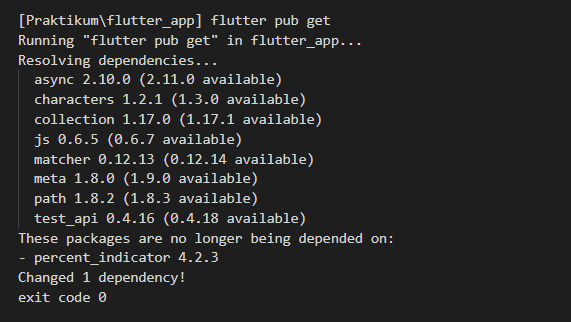 [Praktikum\flutter_app] flutter pub get
Running "flutter pub get" in flutter_app...
Resolving dependencies...
async 2.10.0 (2.11.0 available)
characters 1.2.1 (1.3.0 available)
collection 1.17.0 (1.17.1 available)
js 0.6.5 (0.6.7 available)
matcher 0.12.13 (0.12.14 available)
meta 1.8.0 (1.9.0 available)
path 1.8.2 (1.8.3 available)
test_api 0.4.16 (0.4.18 available)
These packages are no longer being depended on:
- percent_indicator 4.2.3
Changed 1 dependency!
exit code 0